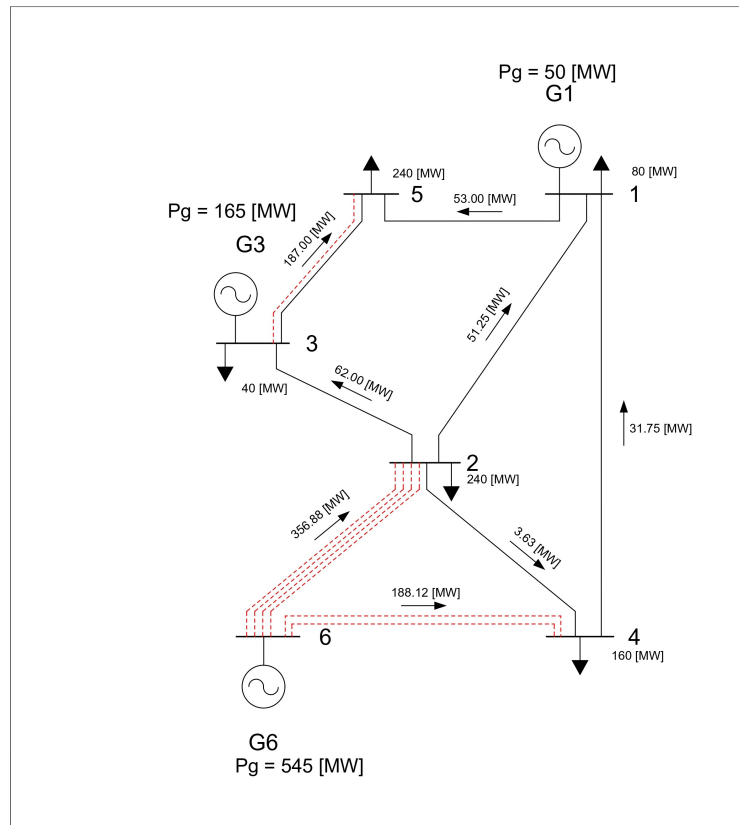 Pg = 50 [MW]
G1
240 [MW]
80 [MW]
5
1
53.00 [MW]
Pg = 165 [MW]
G3
187.00 [MW]
51.25 [MW]
3
40 [MW]
62.00 [MW]
31.75 [MW]
2
240 [MW]
356.88 [MW]
3.63 [MW]
188.12 [MW]
6
4
160 [MW]
G6
Pg = 545 [MW]